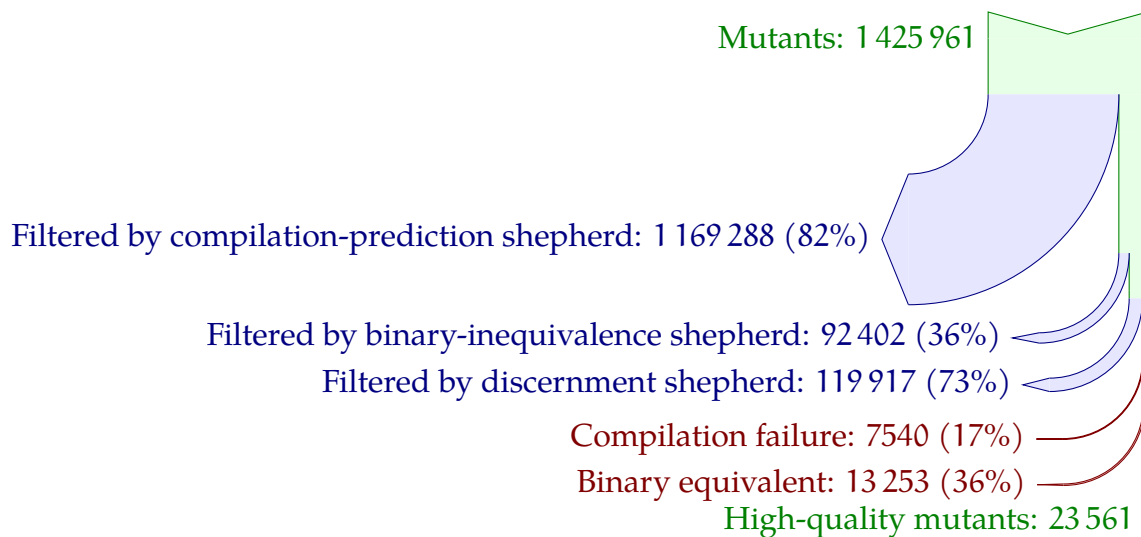 Mutants: 1 425 961
Filtered by compilation-prediction shepherd: 1 169 288 (82%)
Filtered by binary-inequivalence shepherd: 92 402 (36%)
Filtered by discernment shepherd: 119 917 (73%)
Compilation failure: 7540 (17%)
Binary equivalent: 13 253 (36%)
High-quality mutants: 23 561